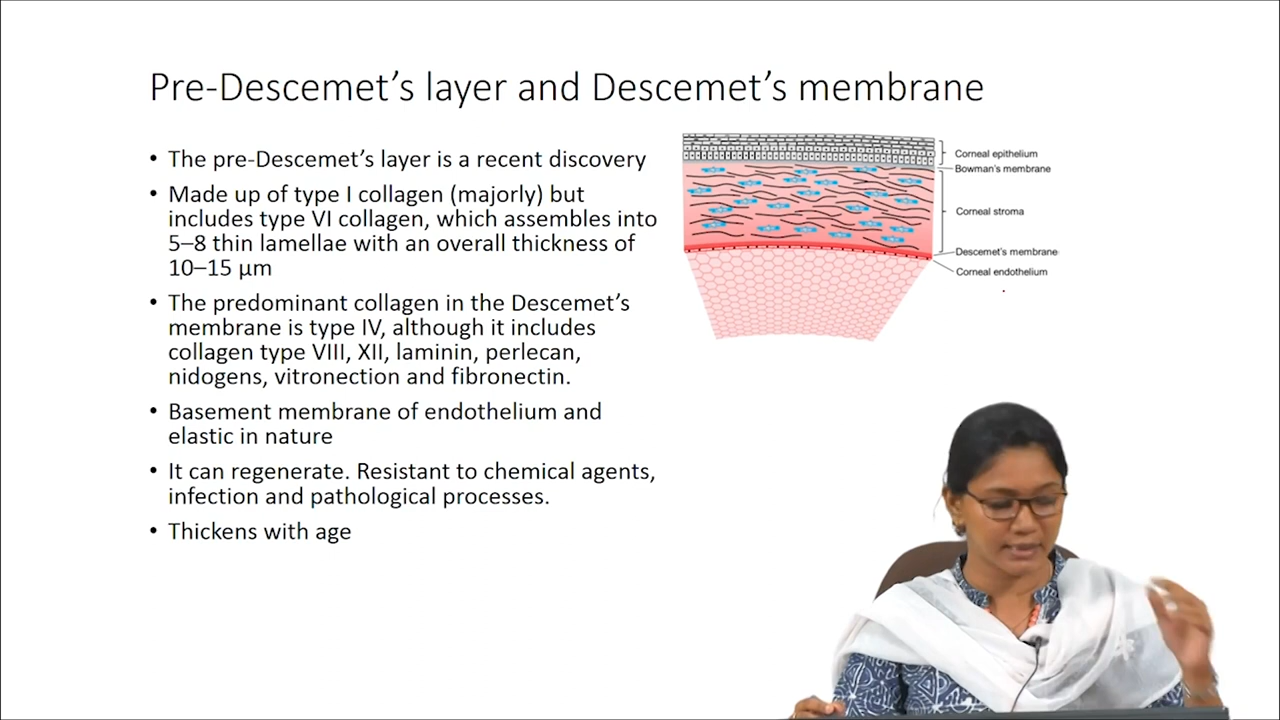 Pre-Descemet’s layer and Descemet’s membrane
• The pre-Descemet’s layer is a recent discovery
• Made up of type I collagen (majorly) but
includes type VI collagen, which assembles into
5–8 thin lamellae with an overall thickness of
10–15 µm
• The predominant collagen in the Descemet’s
membrane is type IV, although it includes
collagen type VIII, XII, laminin, perlecan,
nidogens, vitronection and fibronectin.
• Basement membrane of endothelium and
elastic in nature
• It can regenerate. Resistant to chemical agents,
infection and pathological processes.
• Thickens with age
Corneal epithelium
Bowman’s membrane
Corneal stroma
Descemet’s membrane
Corneal endothelium